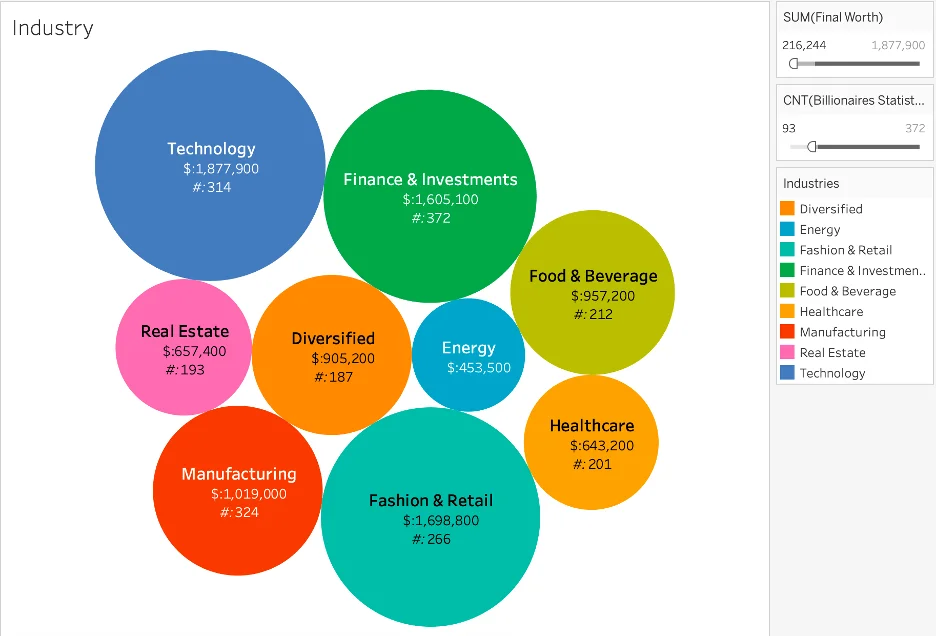 Industry
Technology
$:1,877,900
#:314
Finance & Investments
$:1,605,100
#:372
Food & Beverage
$:957,200
#:212
Real Estate
$:657,400
#:193
Diversified
$:905,200
#:187
Energy
$:453,500
Healthcare
$:643,200
#:201
Manufacturing
$:1,019,000
#:324
Fashion & Retail
$:1,698,800
#:266
SUM(Final Worth)
216,244 1,877,900
CNT(Billionaires Statist...
93 372
Industries
Diversified
Energy
Fashion & Retail
Finance & Investmen..
Food & Beverage
Healthcare
Manufacturing
Real Estate
Technology